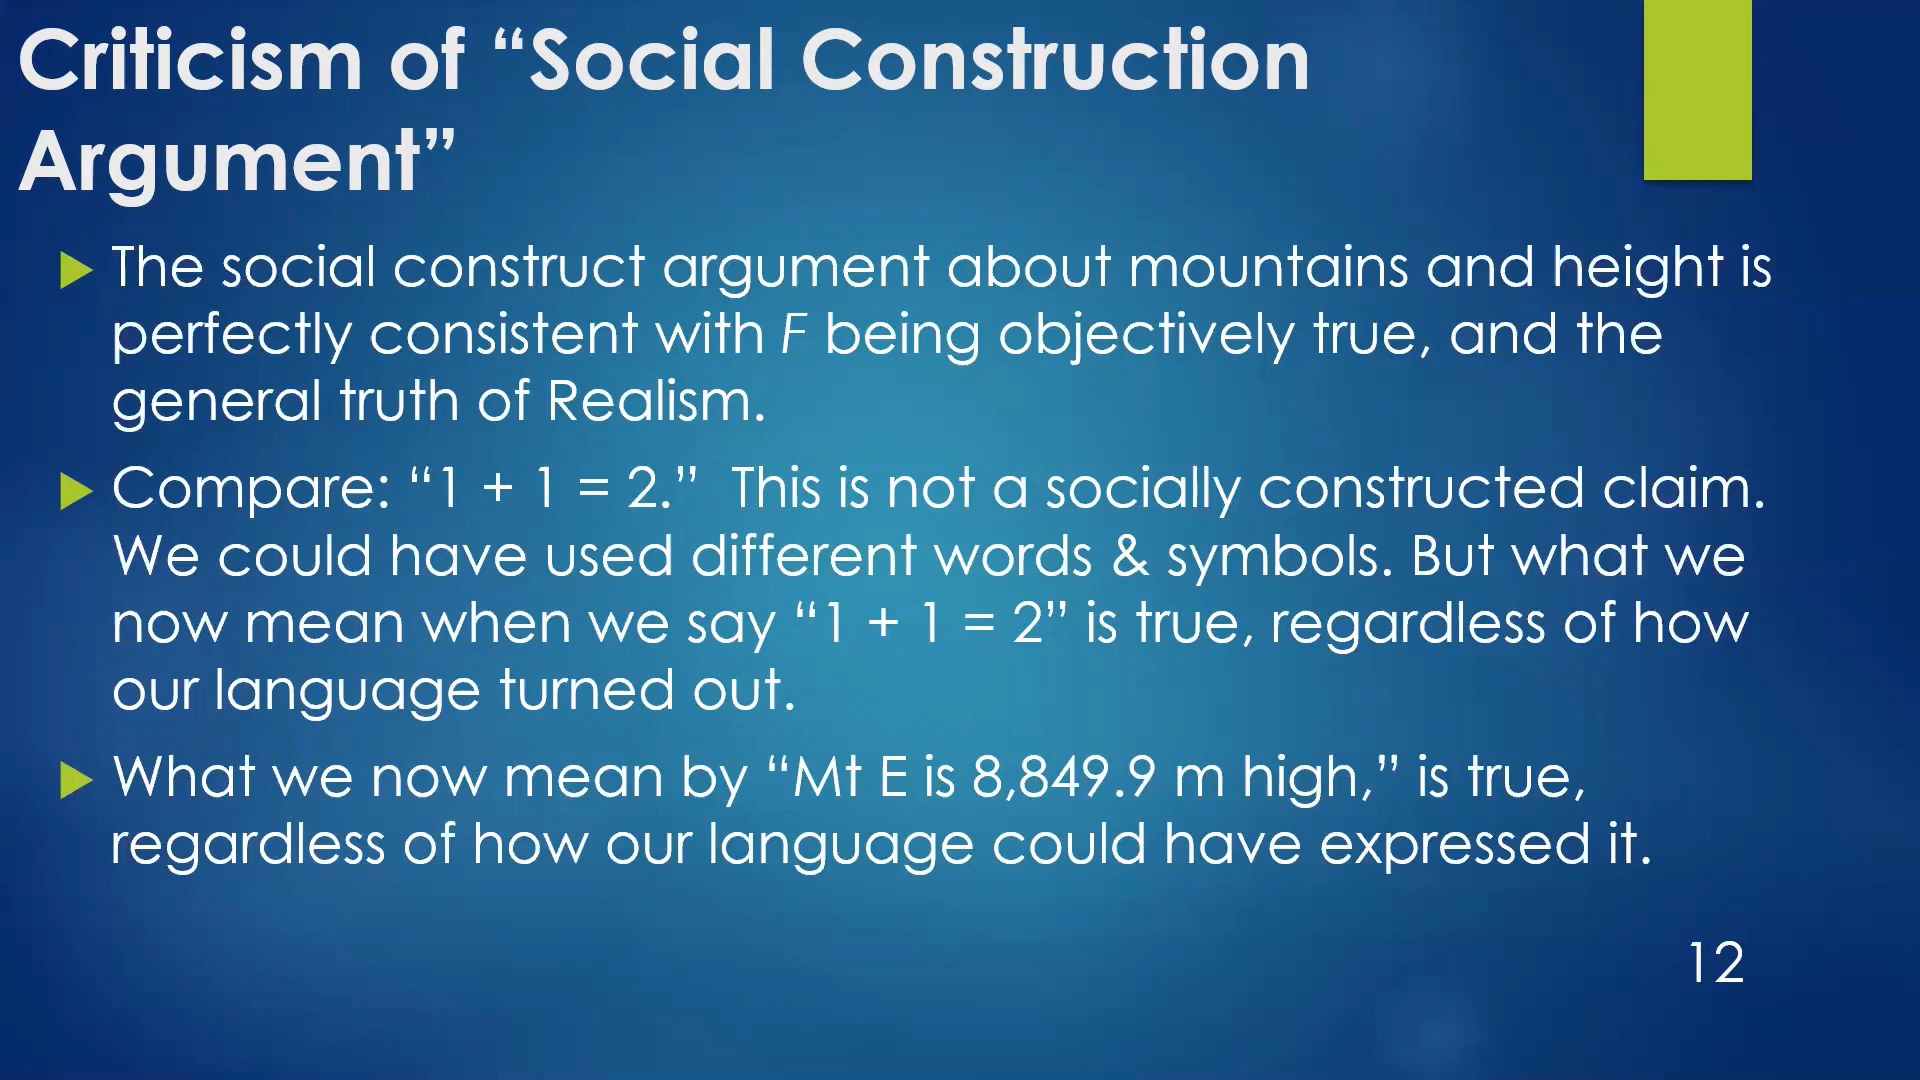 Criticism of “Social Construction
Argument”
The social construct argument about mountains and height is
perfectly consistent with F being objectively true, and the
general truth of Realism.
Compare: “1 + 1 = 2.”  This is not a socially constructed claim.
We could have used different words & symbols. But what we
now mean when we say “1 + 1 = 2” is true, regardless of how
our language turned out.
What we now mean by “Mt E is 8,849.9 m high,” is true,
regardless of how our language could have expressed it.
12